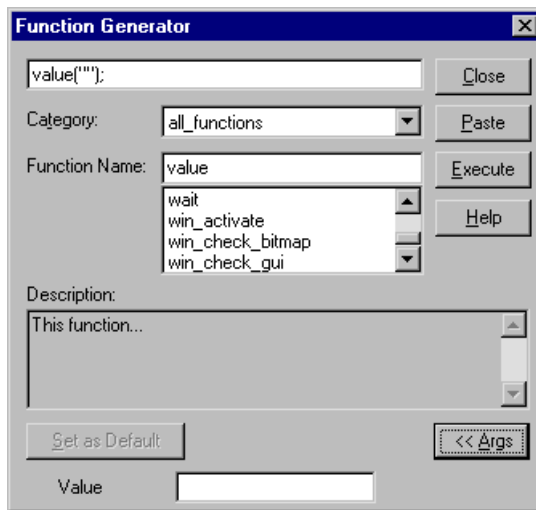 Function Generator
value("");
Close
Category:
all_functions
Paste
Function Name:
value
Execute
wait
win_activate
win_check_bitmap
win_check_gui
Help
Description:
This function...
Set as Default
<< Args
Value